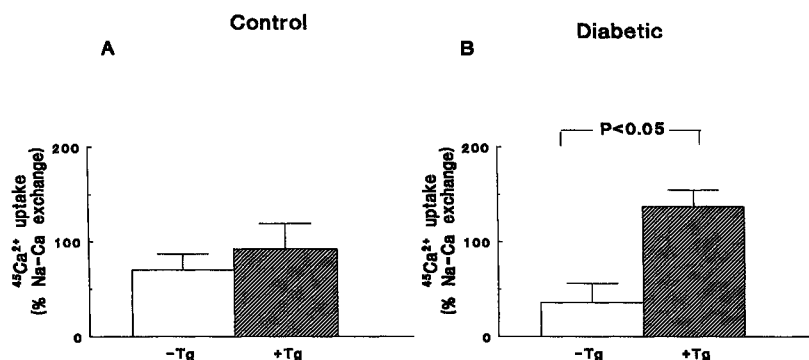 Control
Diabetic
A
B
P<0.05
200
100
0
⁴⁵Ca²⁺ uptake
(% Na-Ca exchange)
-Tg
+Tg
200
100
0
⁴⁵Ca²⁺ uptake
(% Na-Ca exchange)
-Tg
+Tg